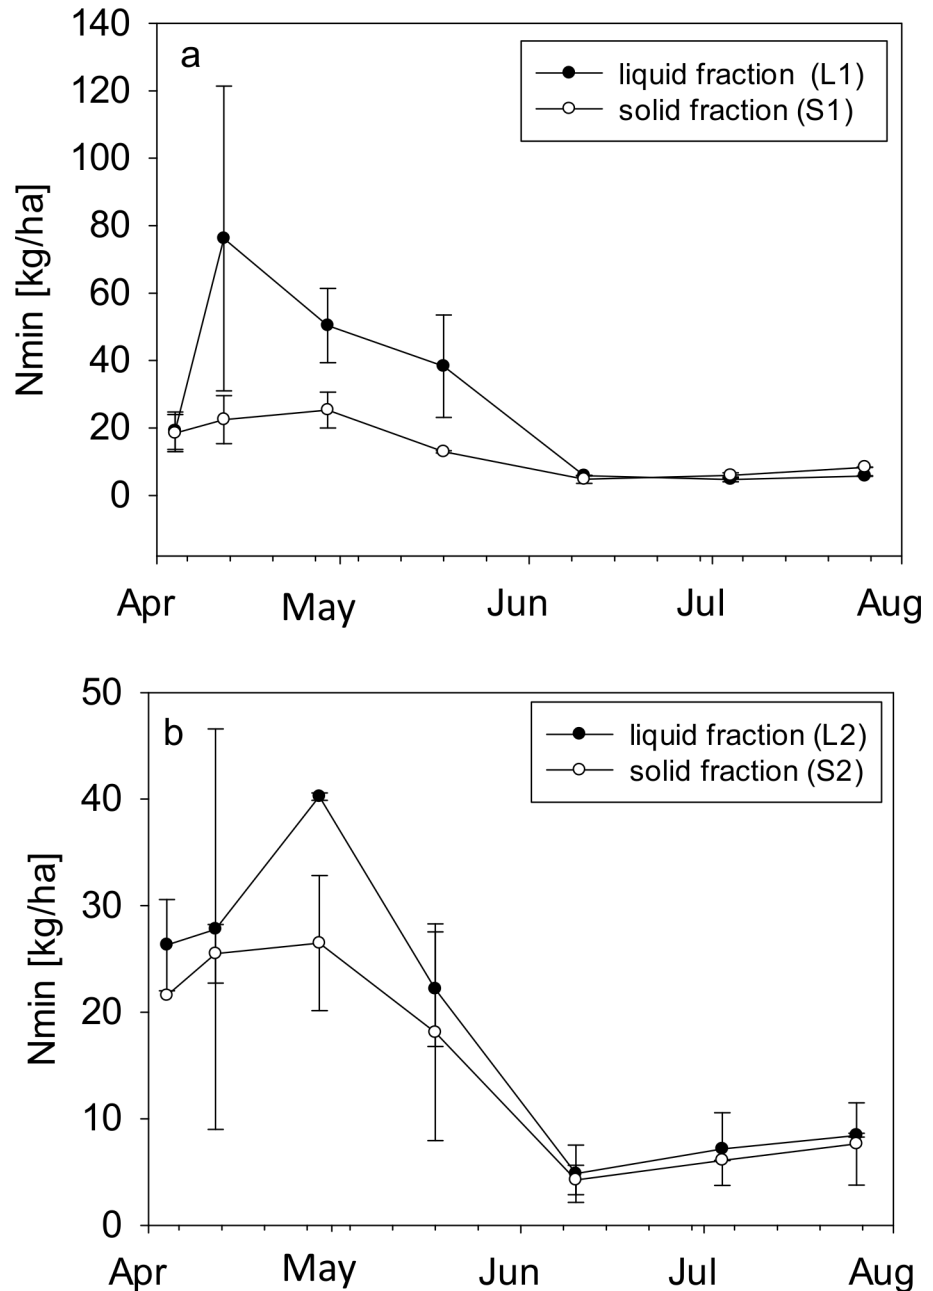 140
a
liquid fraction (L1)
solid fraction (S1)
120
100
80
60
40
20
0
Nmin [kg/ha]
Apr May Jun Jul Aug
50
b
liquid fraction (L2)
solid fraction (S2)
40
30
20
10
0
Nmin [kg/ha]
Apr May Jun Jul Aug